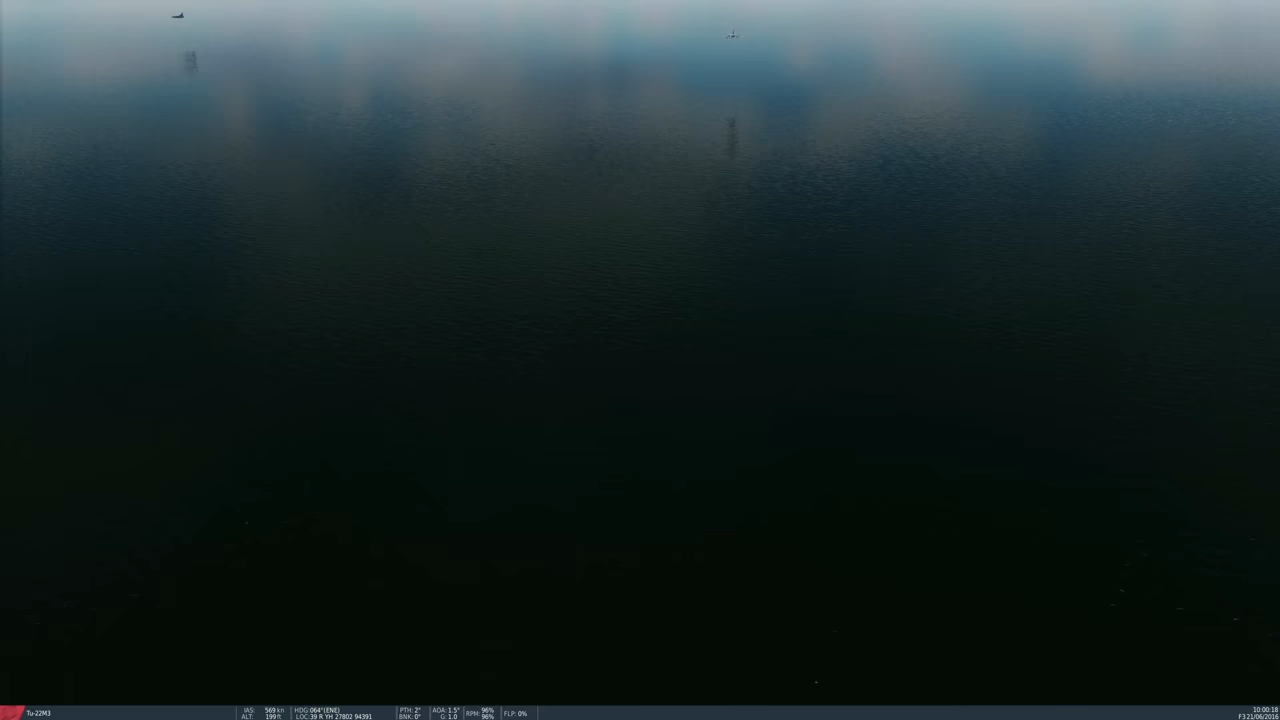 Tu-22M3
IAS: 569 kn
ALT: 199 ft
HDG: 064° (ENE)
LOC: 39 R YH 27802 94391
PTH: 2°
BNK: 0°
AOA: 1.5°
G: 1.0
RPM: 96%
96%
FLP: 0%
10:00:18
F3 21/06/2016